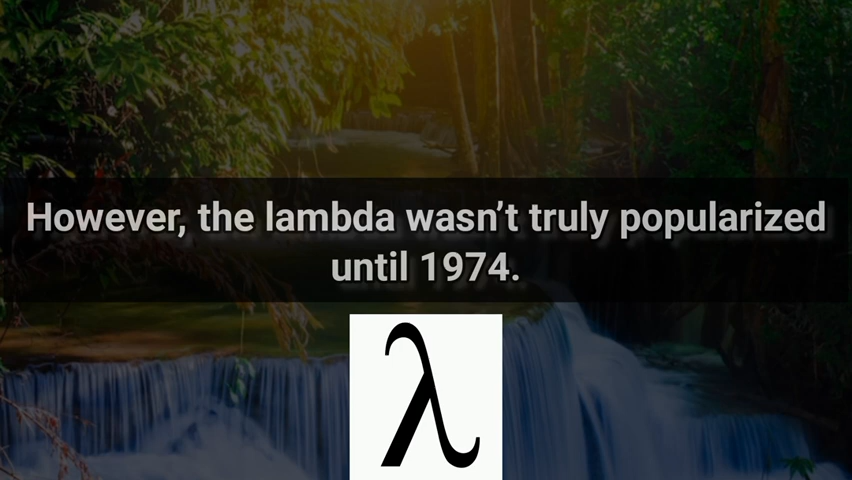 However, the lambda wasn’t truly popularized
until 1974.
λ